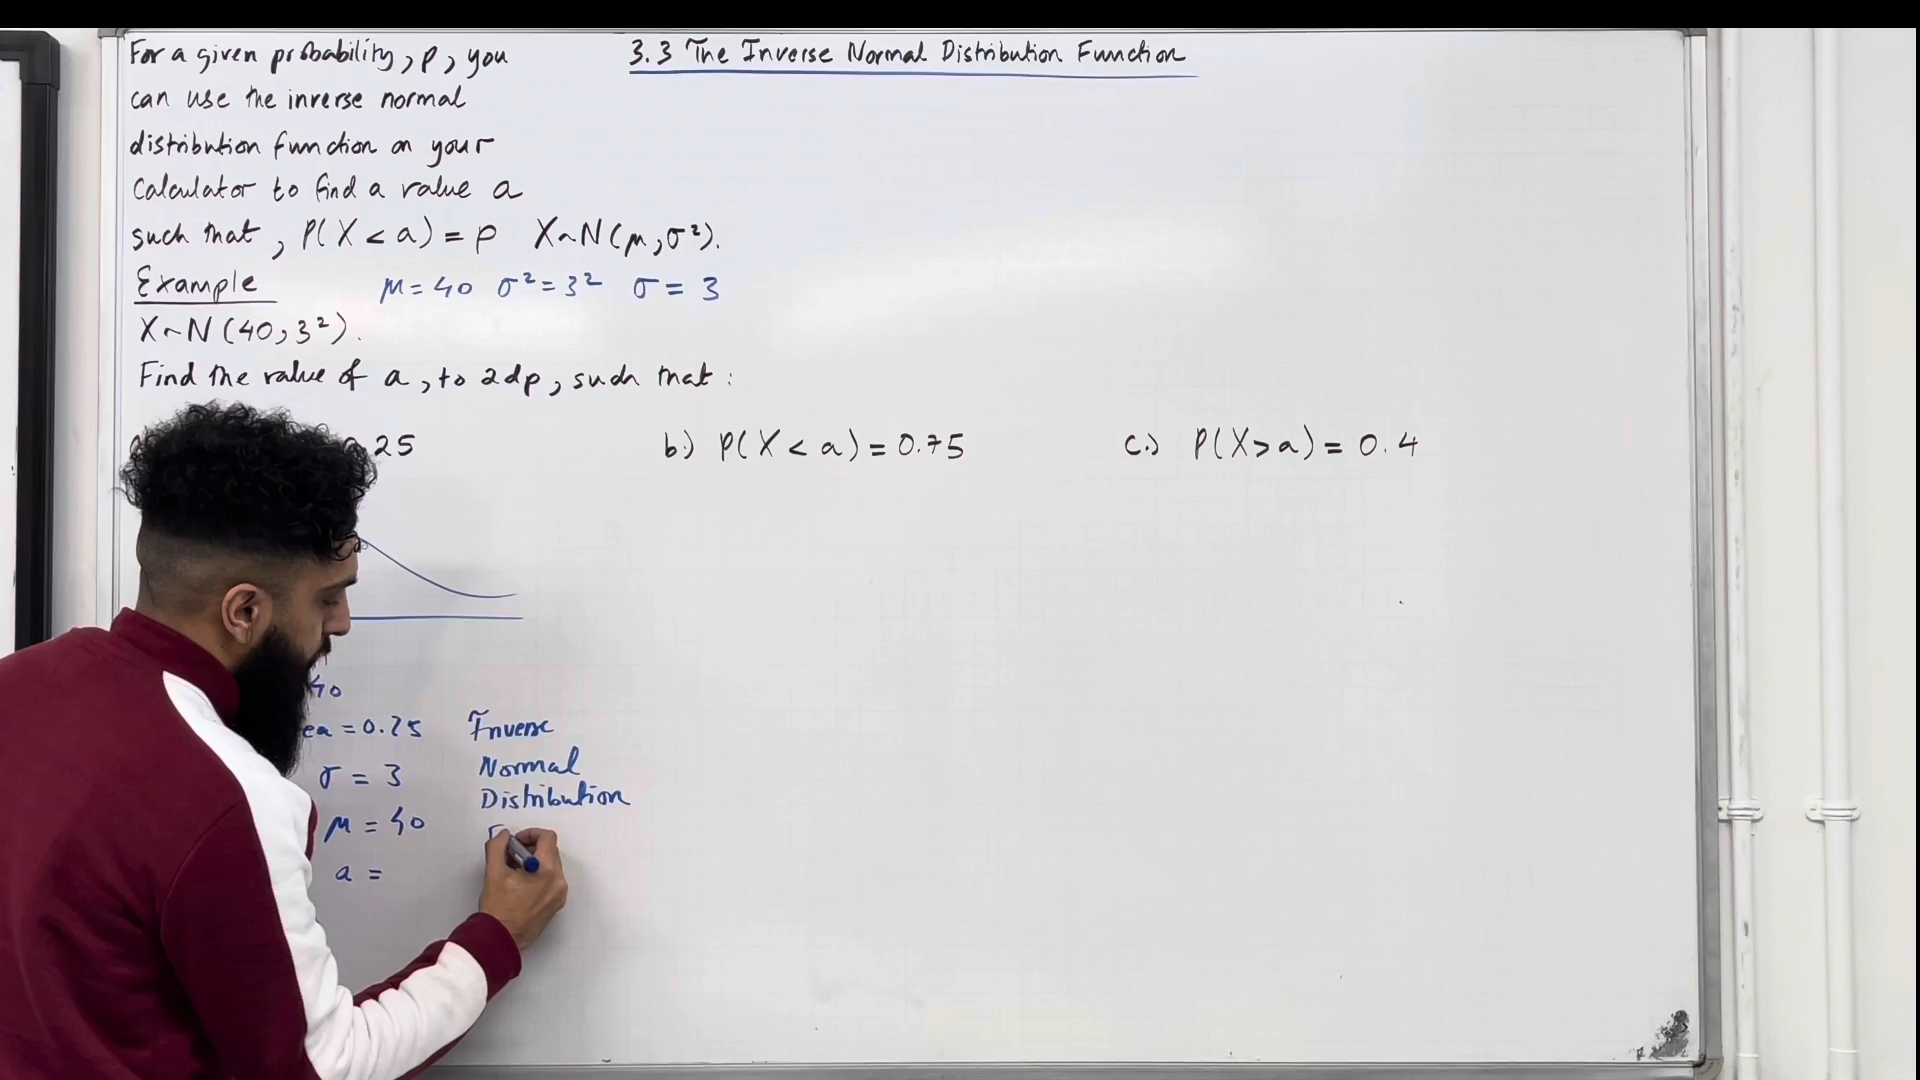 For a given probability, p, you
can use the inverse normal
distribution function on your
Calculator to find a value a
such that, P(X < a) = p X~N(μ, σ²).
3.3 The Inverse Normal Distribution Function
Example
μ = 40 σ² = 3² σ = 3
X~N(40, 3²).
Find the value of a, to 2dp, such that:
.25
b.) P(X < a) = 0.75
c.) P(X > a) = 0.4
40
ea = 0.25
σ = 3
μ = 40
a =
Inverse
Normal
Distribution